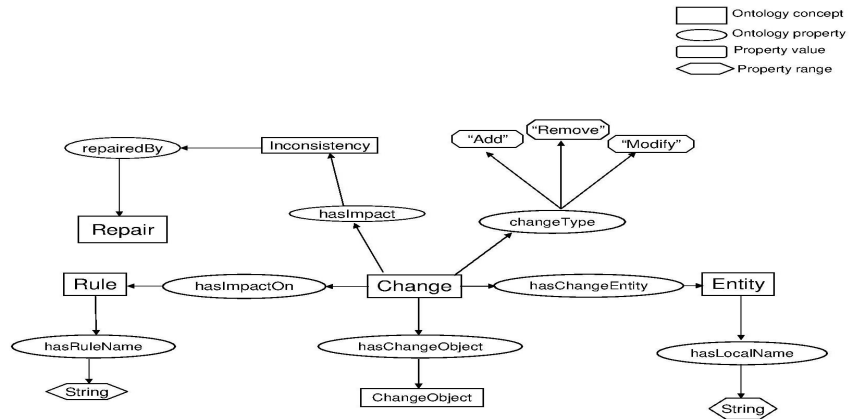 Ontology concept
Ontology property
Property value
Property range
"Add"
"Remove"
"Modify"
repairedBy
Inconsistency
hasImpact
changeType
Repair
Rule
hasImpactOn
Change
hasChangeEntity
Entity
hasRuleName
hasChangeObject
hasLocalName
String
ChangeObject
String